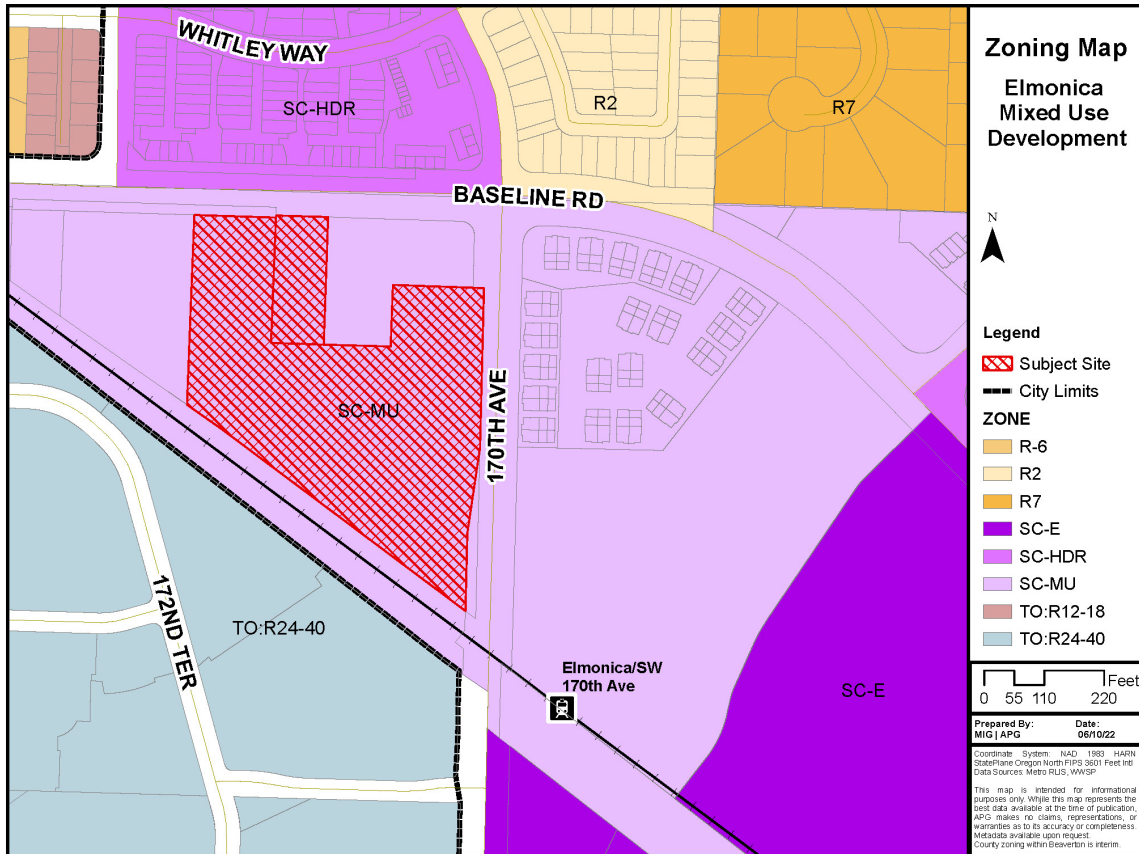 WHITLEY WAY
SC-HDR
R2
R7
BASELINE RD
SC-MU
170TH AVE
172ND TER
TO:R24-40
Elmonica/SW
170th Ave
SC-E
Zoning Map
Elmonica
Mixed Use
Development
N
Legend
Subject Site
City Limits
ZONE
R-6
R2
R7
SC-E
SC-HDR
SC-MU
TO:R12-18
TO:R24-40
Feet
0 55 110 220
Prepared By: Date:
MIG | APG 06/10/22
Coordinate System: NAD 1983 HARN
StatePlane Oregon North FIPS 3601 Feet Intl
Data Sources: Metro RLIS, WWSP
This map is intended for informational
purposes only. While this map represents the
best data available at the time of publication,
APG makes no claims, representations, or
warranties as to its accuracy or completeness.
Metadata available upon request.
County zoning within Beaverton is interim.